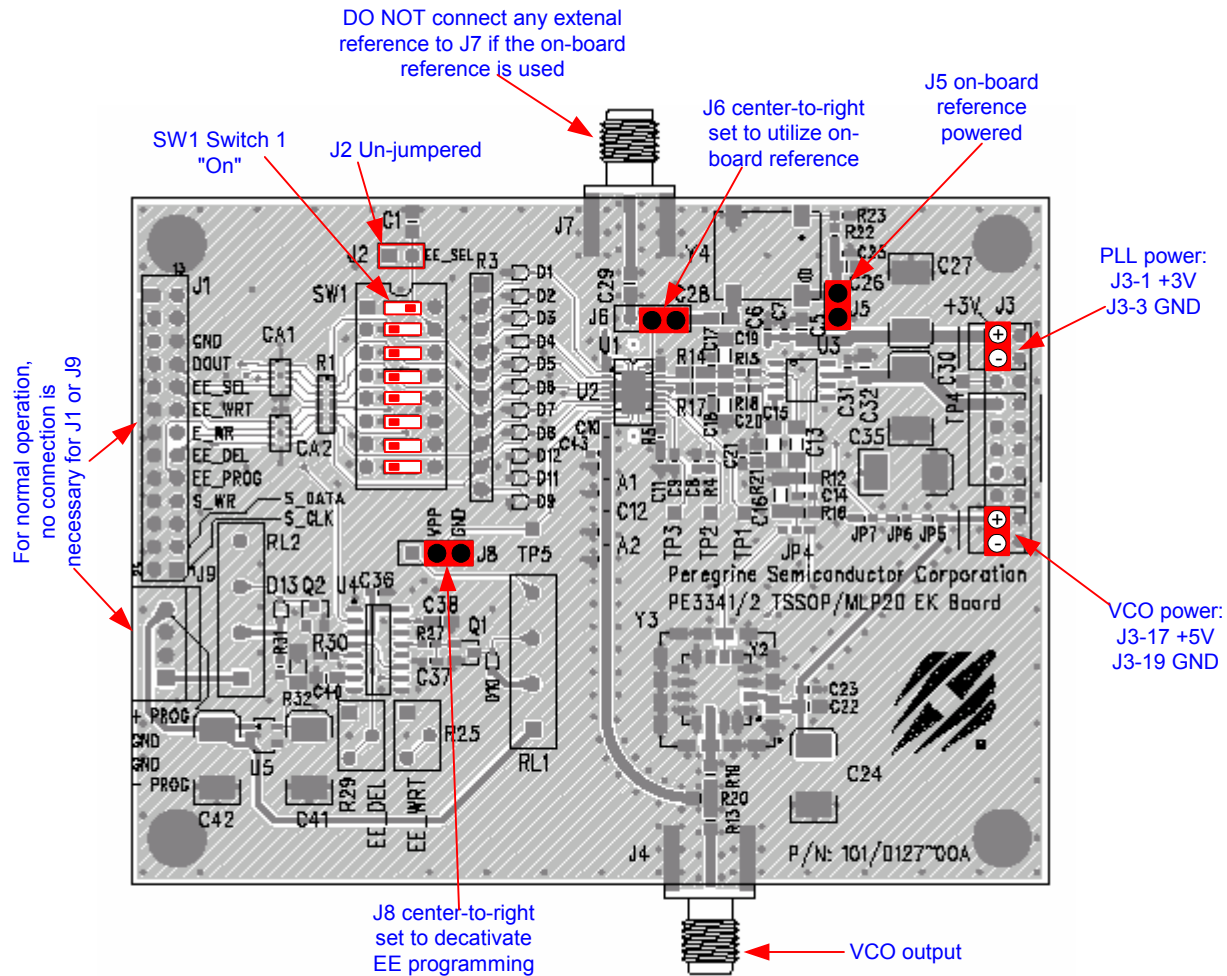 DO NOT connect any extenal
reference to J7 if the on-board
reference is used
J5 on-board
reference
powered
J6 center-to-right
set to utilize on-
board reference
SW1 Switch 1
"On"
J2 Un-jumpered
PLL power:
J3-1 +3V
J3-3 GND
For normal operation,
no connection is
necessary for J1 or J9
VCO power:
J3-17 +5V
J3-19 GND
J8 center-to-right
set to decativate
EE programming
VCO output
C1
J2
EE_SEL
R3
J7
Y4
R23
R22
C25
C27
C26
J5
+3V
J3
13
J1
SW1
D1
D2
D3
D4
D5
D6
D7
D8
D12
D11
D9
C29
C28
J6
U1
U2
C17
C6
C7
C19
C5
U3
CA1
R1
CA2
GND
DOUT
EE_SEL
EE_WRT
E_WR
EE_DEL
EE_PROG
S_WR
S_DATA
S_CLK
R14
R15
R17
R18
C18
C20
C15
C31
C32
C30
TP4
C10
C43
R5
C21
C13
C35
A1
C12
A2
C11
C9
C8
R4
R21
C16
R12
C14
R16
TP3
TP2
TP1
JP4
JP7
JP6
JP5
RL2
VPP
GND
J8
TP5
25
J9
D13
Q2
U4
C36
C38
R27
Q1
C37
D10
R31
R30
R32
C40
Peregrine Semiconductor Corporation
PE3341/2 TSSOP/MLP20 EK Board
Y3
Y2
C23
C22
+ PROG
GND
GND
- PROG
U5
R25
RL1
R29
EE_DEL
EE_WRT
C42
C41
R19
R20
R13
C24
J4
P/N: 101/0127~00A